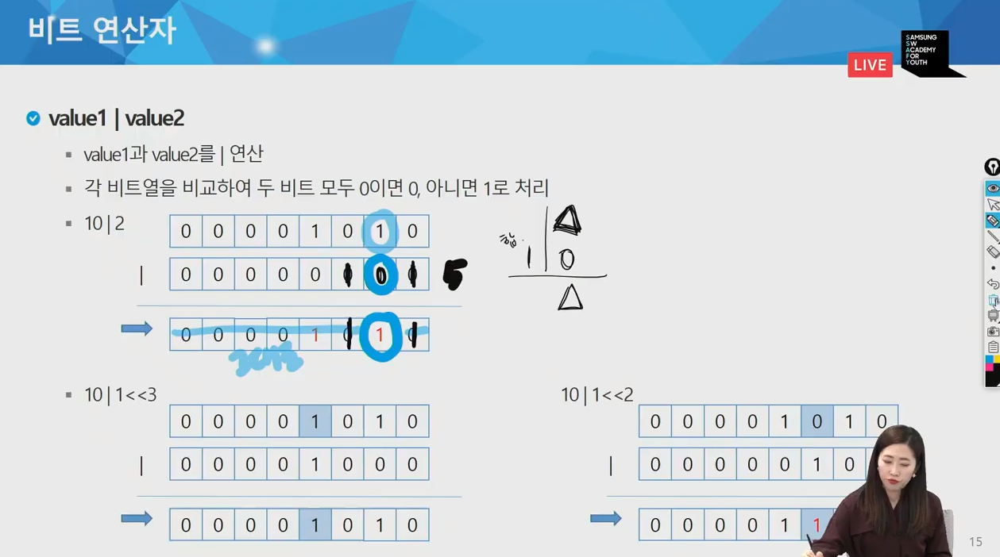 비트 연산자
LIVE
SAMSUNG
SW
ACADEMY
FOR
YOUTH
value1 | value2
value1과 value2를 | 연산
각 비트열을 비교하여 두 비트 모두 0이면 0, 아니면 1로 처리
10 | 2
0 0 0 0 1 0 1 0
| 0 0 0 0 0 1 0 1 5
0 0 0 0 1 1 1 1
합
1 0
10 | 1<<3
0 0 0 0 1 0 1 0
| 0 0 0 0 1 0 0 0
0 0 0 0 1 0 1 0
10 | 1<<2
0 0 0 0 1 0 1 0
| 0 0 0 0 0 1 0
0 0 0 0 1 1
15